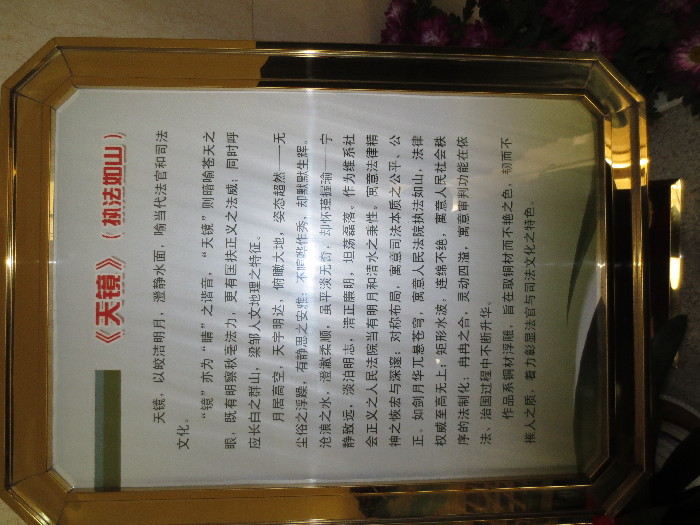 《天镜》（执法如山）
天镜，以皎洁明月，澄静水面，喻当代法官和司法
文化。
“镜”亦为“睛”之谐音，“天镜”则暗喻苍天之
眼，既有明察秋毫法力，更有匡扶正义之法威；同时呼
应长白之群山，梁邹人文地理之特征。
月居高空，天宇明达，俯瞰大地，姿态超然——无
尘俗之浮躁，有静思之安雅；不喧哗作秀，却默默生辉。
沧浪之水，澄澈柔顺，虽平淡无奇，却怀瑾握瑜——宁
静致远，淡泊明志，清正廉明，坦荡磊落。作为维系社
会正义之人民法院当有明月和洁水之秉性。寓意法律精
神之恢宏与深邃；对称布局，寓意司法本质之公平、公
正。如剑月华兀悬苍穹，寓意人民法院执法如山，法律
权威至高无上；矩形水波，连绵不绝，寓意人民社会秩
序的法制化，冉冉之合，灵动四溢，寓意审判功能在依
法、治国过程中不断升华。
作品系铜材浮雕，旨在取铜材而不艳之色，韧而不
摧人之质，着力彰显法官与司法文化之特色。